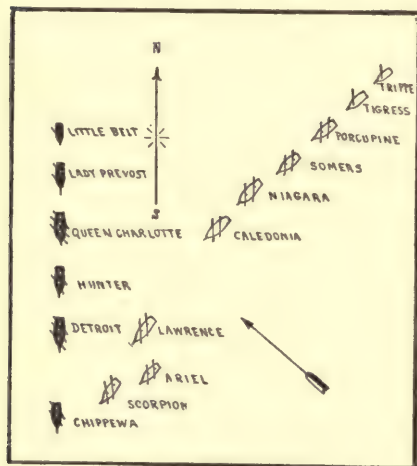 N
TRIPPE
TIGRESS
PORCUPINE
LITTLE BELT
SOMERS
LADY PREVOST
NIAGARA
S
QUEEN CHARLOTTE
CALEDONIA
HUNTER
DETROIT
LAWRENCE
ARIEL
SCORPION
CHIPPEWA